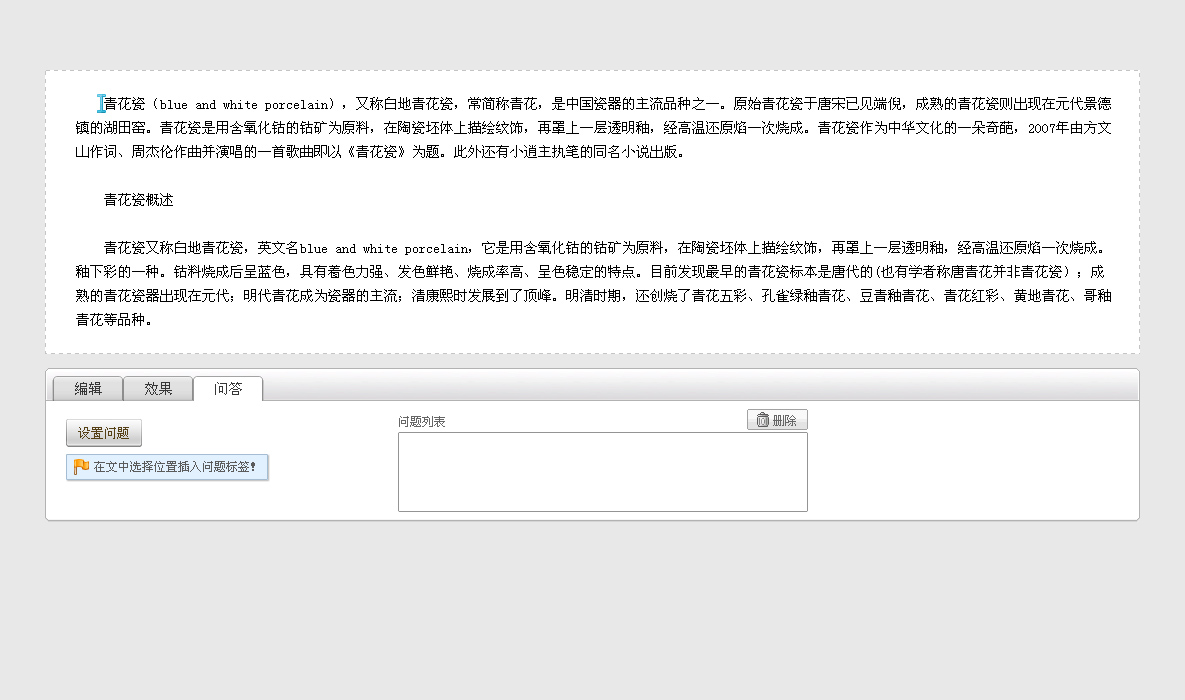 青花瓷（blue and white porcelain），又称白地青花瓷，常简称青花，是中国瓷器的主流品种之一。原始青花瓷于唐宋已见端倪，成熟的青花瓷则出现在元代景德
镇的湖田窑。青花瓷是用含氧化钴的钴矿为原料，在陶瓷坯体上描绘纹饰，再罩上一层透明釉，经高温还原焰一次烧成。青花瓷作为中华文化的一朵奇葩，2007年由方文
山作词、周杰伦作曲并演唱的一首歌曲即以《青花瓷》为题。此外还有小逍主执笔的同名小说出版。
青花瓷概述
青花瓷又称白地青花瓷，英文名blue and white porcelain，它是用含氧化钴的钴矿为原料，在陶瓷坯体上描绘纹饰，再罩上一层透明釉，经高温还原焰一次烧成。
釉下彩的一种。钴料烧成后呈蓝色，具有着色力强、发色鲜艳、烧成率高、呈色稳定的特点。目前发现最早的青花瓷标本是唐代的(也有学者称唐青花并非青花瓷）；成
熟的青花瓷器出现在元代；明代青花成为瓷器的主流；清康熙时发展到了顶峰。明清时期，还创烧了青花五彩、孔雀绿釉青花、豆青釉青花、青花红彩、黄地青花、哥釉
青花等品种。
编辑 效果 问答
设置问题
在文中选择位置插入问题标签!
问题列表 删除